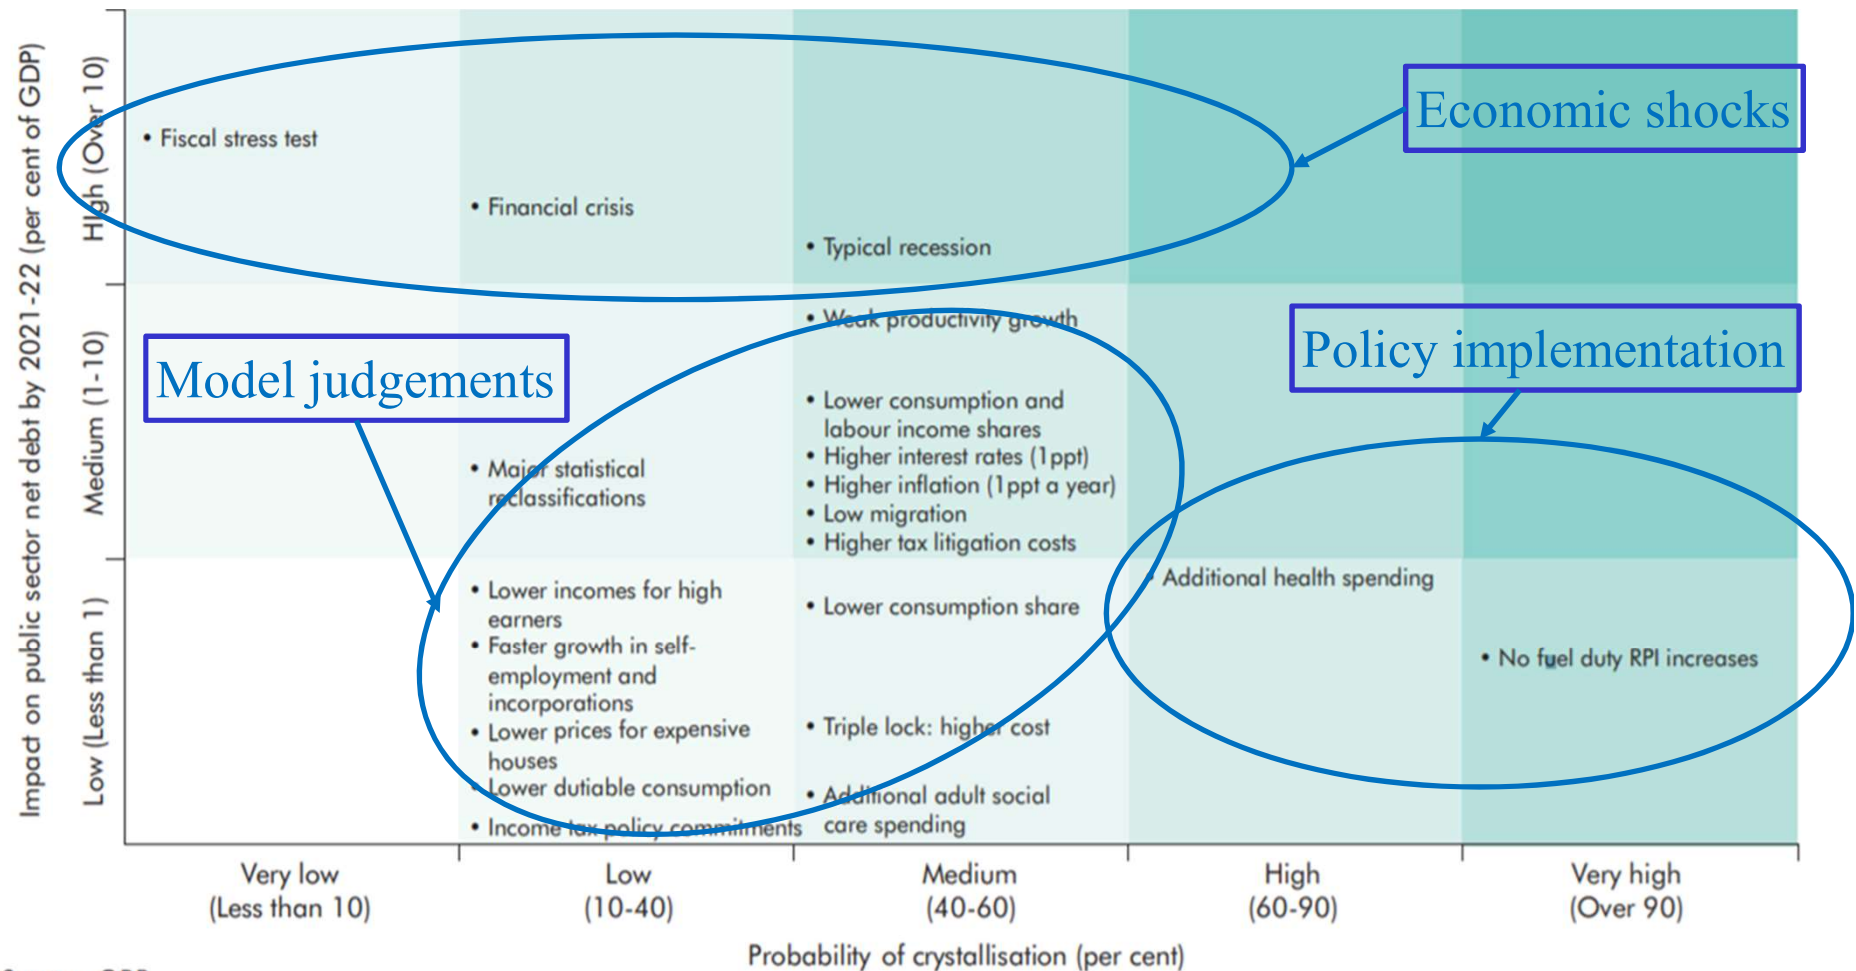 Impact on public sector net debt by 2021-22 (per cent of GDP)
HIgh (Over 10)
Medium (1-10)
Low (Less than 1)
Economic shocks
• Fiscal stress test
• Financial crisis
• Typical recession
Model judgements
Policy implementation
• Weak productivity growth
• Lower consumption and
labour income shares
• Higher interest rates (1ppt)
• Higher inflation (1ppt a year)
• Low migration
• Higher tax litigation costs
• Major statistical
reclassifications
• Lower incomes for high
earners
• Faster growth in self-
employment and
incorporations
• Lower prices for expensive
houses
• Lower dutiable consumption
• Income tax policy commitments
• Lower consumption share
• Triple lock: higher cost
• Additional adult social
care spending
• Additional health spending
• No fuel duty RPI increases
Very low
(Less than 10)
Low
(10-40)
Medium
(40-60)
High
(60-90)
Very high
(Over 90)
Probability of crystallisation (per cent)